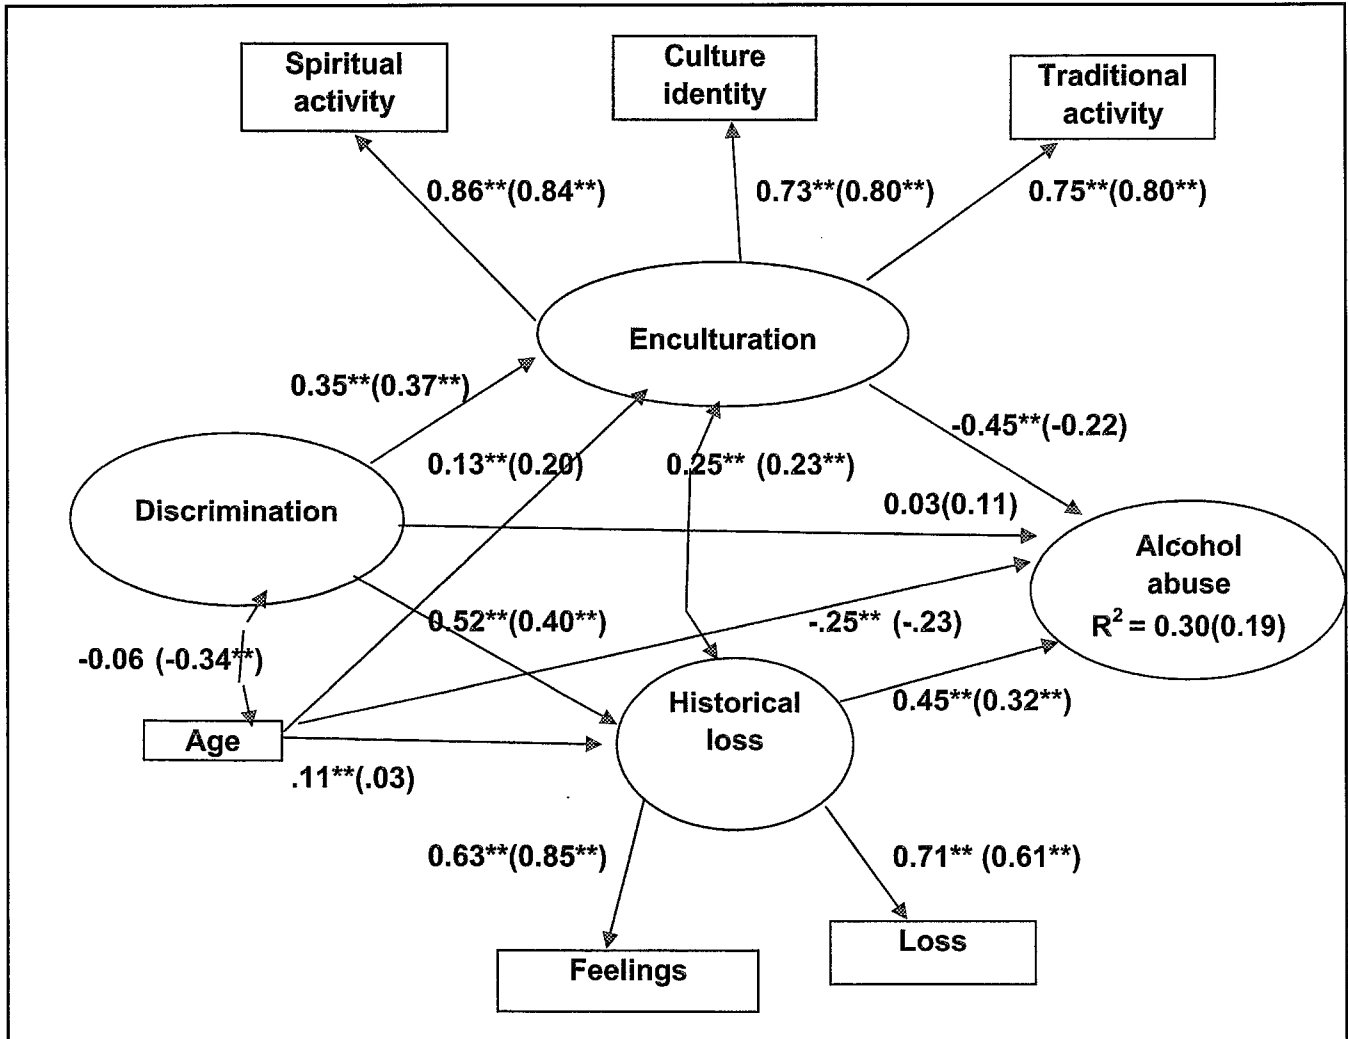 Spiritual
activity
Culture
identity
Traditional
activity
0.86**(0.84**)
0.73**(0.80**)
0.75**(0.80**)
Enculturation
0.35**(0.37**)
-0.45**(-0.22)
0.13**(0.20)
0.25** (0.23**)
0.03(0.11)
Discrimination
Alcohol
abuse
R² = 0.30(0.19)
0.52**(0.40**)
-.25** (-.23)
-0.06 (-0.34**)
Historical
loss
0.45**(0.32**)
Age
.11**(.03)
0.63**(0.85**)
0.71** (0.61**)
Loss
Feelings